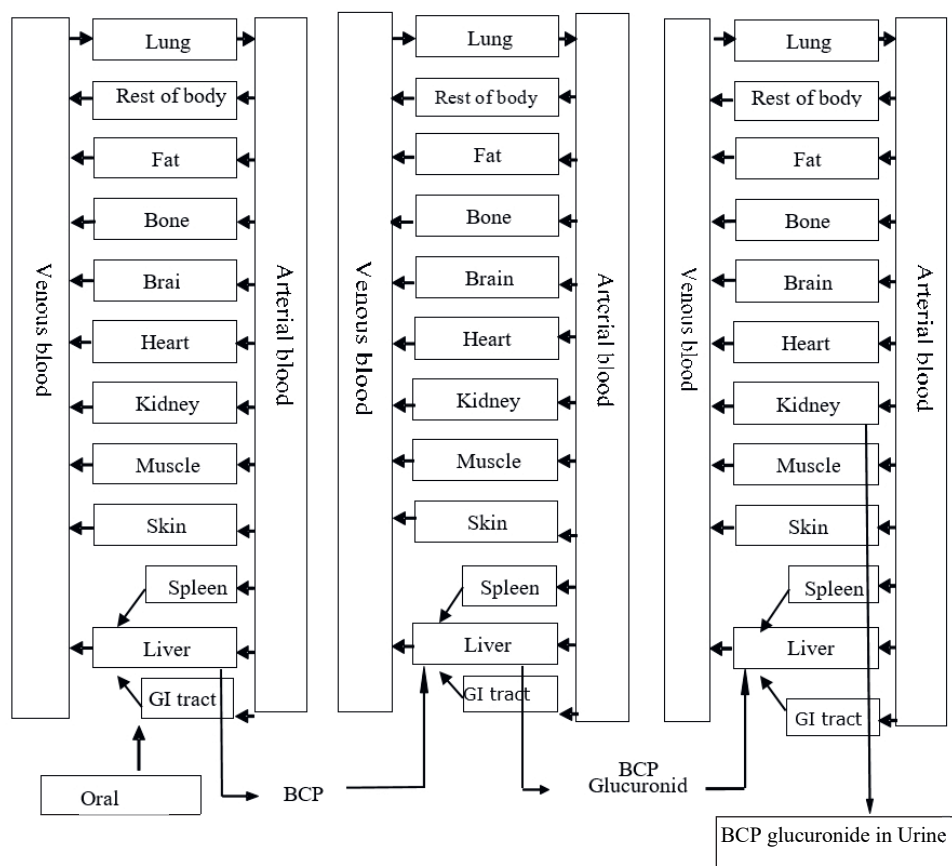 Venous blood
Lung
Rest of body
Fat
Bone
Brai
Heart
Kidney
Muscle
Skin
Spleen
Liver
GI tract
Arterial blood
Oral
BCP
Venous blood
Lung
Rest of body
Fat
Bone
Brain
Heart
Kidney
Muscle
Skin
Spleen
Liver
GI tract
Arterial blood
BCP
Glucuronid
Venous blood
Lung
Rest of body
Fat
Bone
Brain
Heart
Kidney
Muscle
Skin
Spleen
Liver
GI tract
Arterial blood
BCP glucuronide in Urine